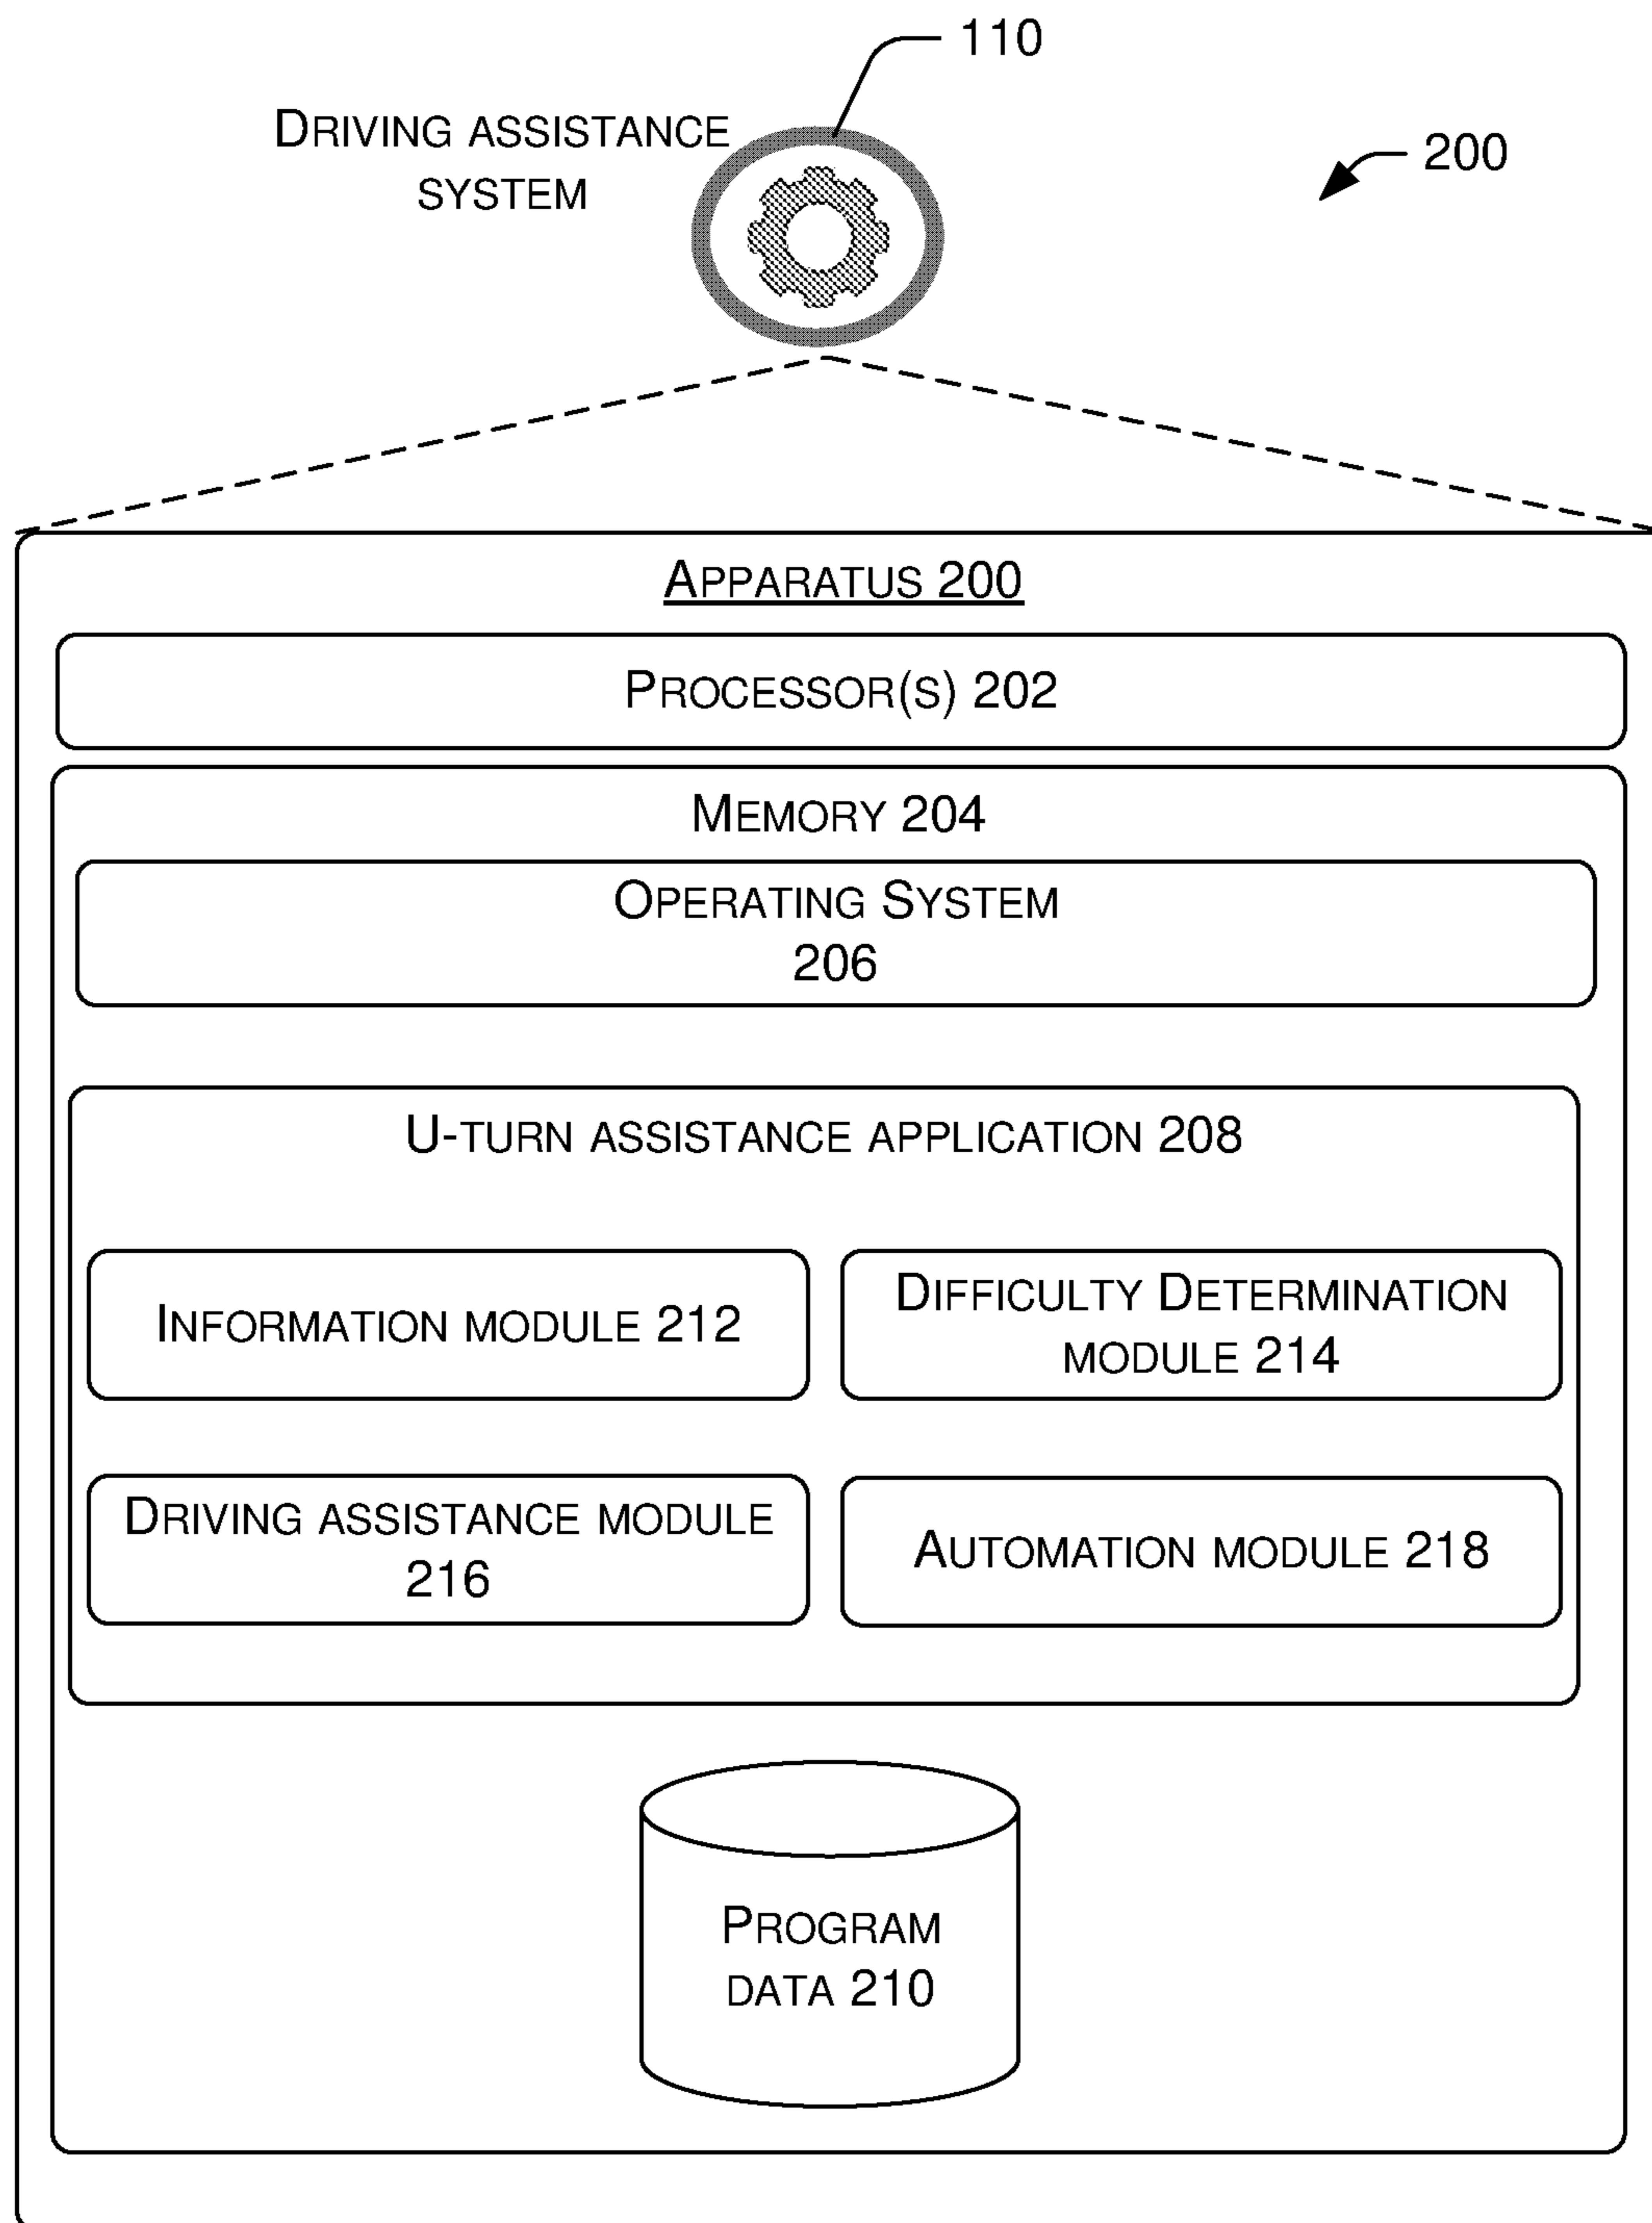 110
DRIVING ASSISTANCE
SYSTEM
200
APPARATUS 200
PROCESSOR(S) 202
MEMORY 204
OPERATING SYSTEM
206
U-TURN ASSISTANCE APPLICATION 208
INFORMATION MODULE 212
DIFFICULTY DETERMINATION
MODULE 214
DRIVING ASSISTANCE MODULE
216
AUTOMATION MODULE 218
PROGRAM
DATA 210